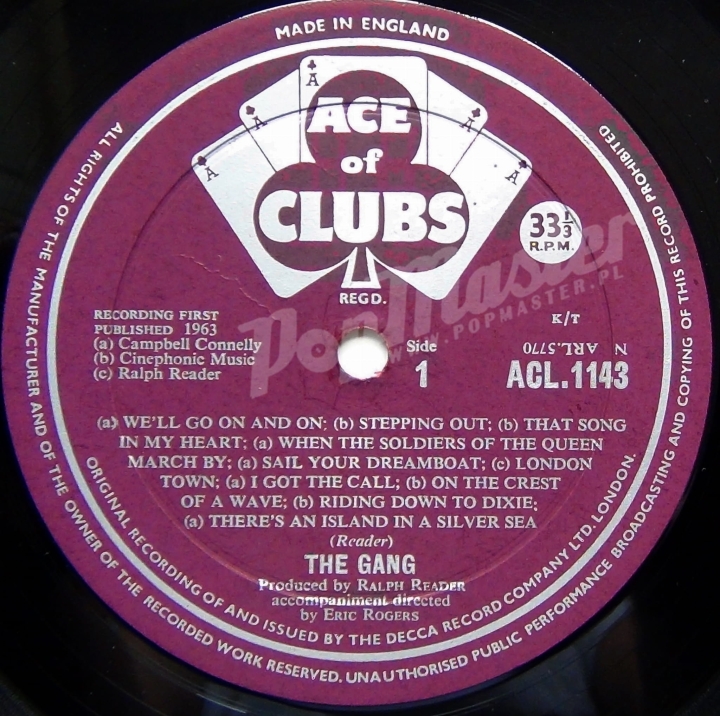 MADE IN ENGLAND
ALL RIGHTS OF THE MANUFACTURER AND OF THE OWNER OF THE RECORDED WORK RESERVED. UNAUTHORISED PUBLIC PERFORMANCE BROADCASTING AND COPYING OF THIS RECORD PROHIBITED
A
A
A
A
A
ACE
of
CLUBS
REGD.
33⅓
R.P.M.
RECORDING FIRST
PUBLISHED 1963
(a) Campbell Connelly
(b) Cinephonic Music
(c) Ralph Reader
Side
1
K/T
N ARL.5770
ACL.1143
PopMaster
WWW.POPMASTER.PL
(a) WE'LL GO ON AND ON; (b) STEPPING OUT; (b) THAT SONG
IN MY HEART; (a) WHEN THE SOLDIERS OF THE QUEEN
MARCH BY; (a) SAIL YOUR DREAMBOAT; (c) LONDON
TOWN; (a) I GOT THE CALL; (b) ON THE CREST
OF A WAVE; (b) RIDING DOWN TO DIXIE;
(a) THERE'S AN ISLAND IN A SILVER SEA
(Reader)
THE GANG
Produced by RALPH READER
accompaniment directed
by ERIC ROGERS
ORIGINAL RECORDING OF AND ISSUED BY THE DECCA RECORD COMPANY LTD. LONDON.